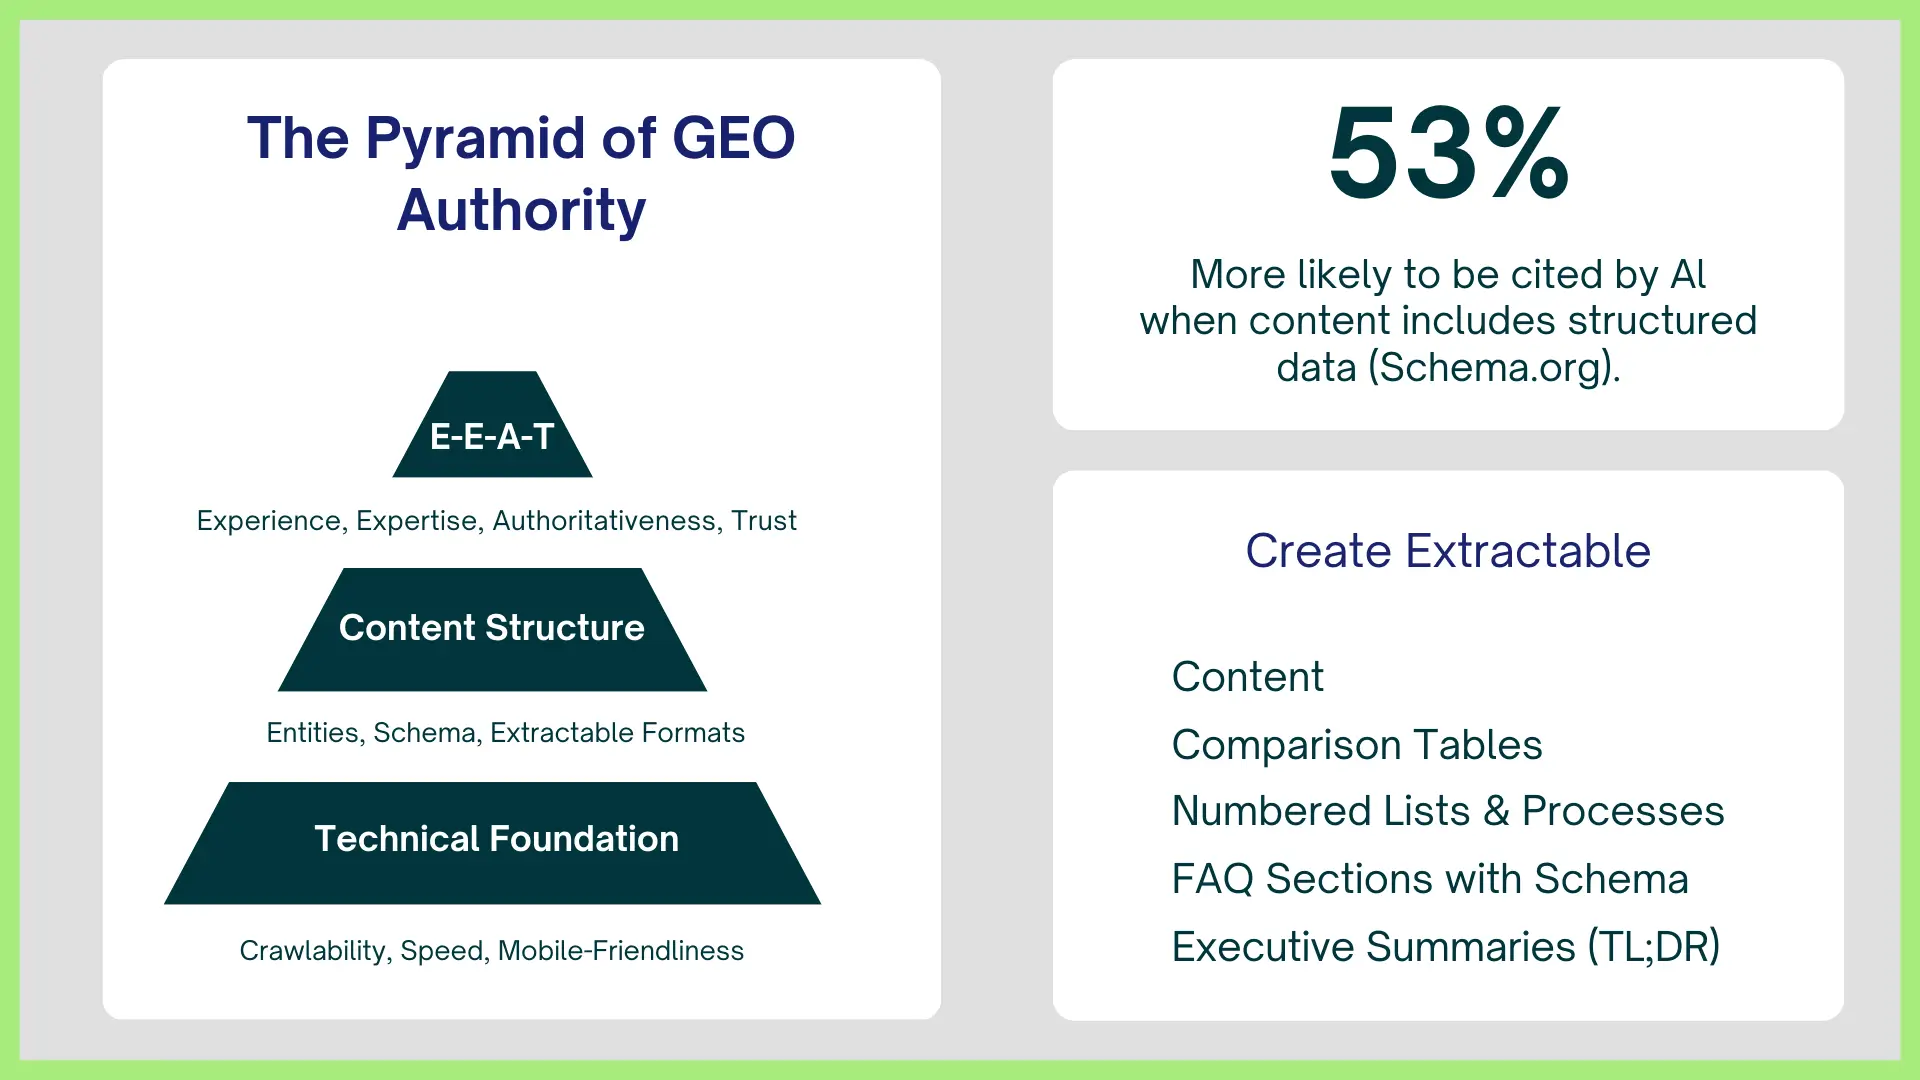 The Pyramid of GEO
Authority
E-E-A-T
Experience, Expertise, Authoritativeness, Trust
Content Structure
Entities, Schema, Extractable Formats
Technical Foundation
Crawlability, Speed, Mobile-Friendliness
53%
More likely to be cited by AI
when content includes structured
data (Schema.org).
Create Extractable
Content
Comparison Tables
Numbered Lists & Processes
FAQ Sections with Schema
Executive Summaries (TL;DR)